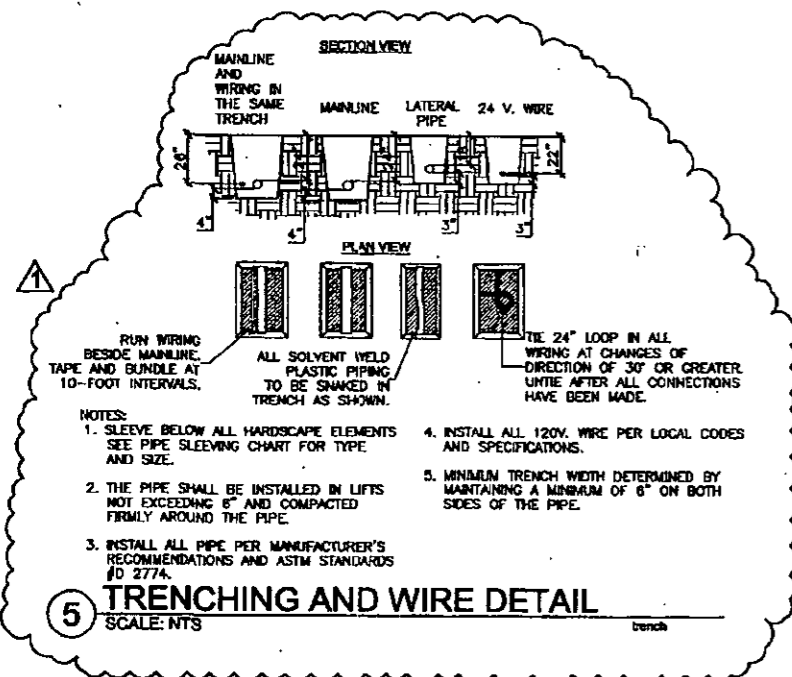 SECTION VIEW
MAINLINE
AND
WIRING IN
THE SAME
TRENCH
MAINLINE
LATERAL
PIPE
24 V. WIRE
26"
24"
18"
22"
4"
4"
3"
3"
PLAN VIEW
1
RUN WIRING
BESIDE MAINLINE.
TAPE AND BUNDLE AT
10-FOOT INTERVALS.
ALL SOLVENT WELD
PLASTIC PIPING
TO BE SNAKED IN
TRENCH AS SHOWN.
TIE 24" LOOP IN ALL
WIRING AT CHANGES OF
DIRECTION OF 30° OR GREATER.
UNTIE AFTER ALL CONNECTIONS
HAVE BEEN MADE.
NOTES:
1. SLEEVE BELOW ALL HARDSCAPE ELEMENTS
SEE PIPE SLEEVING CHART FOR TYPE
AND SIZE.
2. THE PIPE SHALL BE INSTALLED IN LIFTS
NOT EXCEEDING 6" AND COMPACTED
FIRMLY AROUND THE PIPE.
3. INSTALL ALL PIPE PER MANUFACTURER'S
RECOMMENDATIONS AND ASTM STANDARDS
#D 2774.
4. INSTALL ALL 120V. WIRE PER LOCAL CODES
AND SPECIFICATIONS.
5. MINIMUM TRENCH WIDTH DETERMINED BY
MAINTAINING A MINIMUM OF 6" ON BOTH
SIDES OF THE PIPE.
5 TRENCHING AND WIRE DETAIL
SCALE: NTS
trench